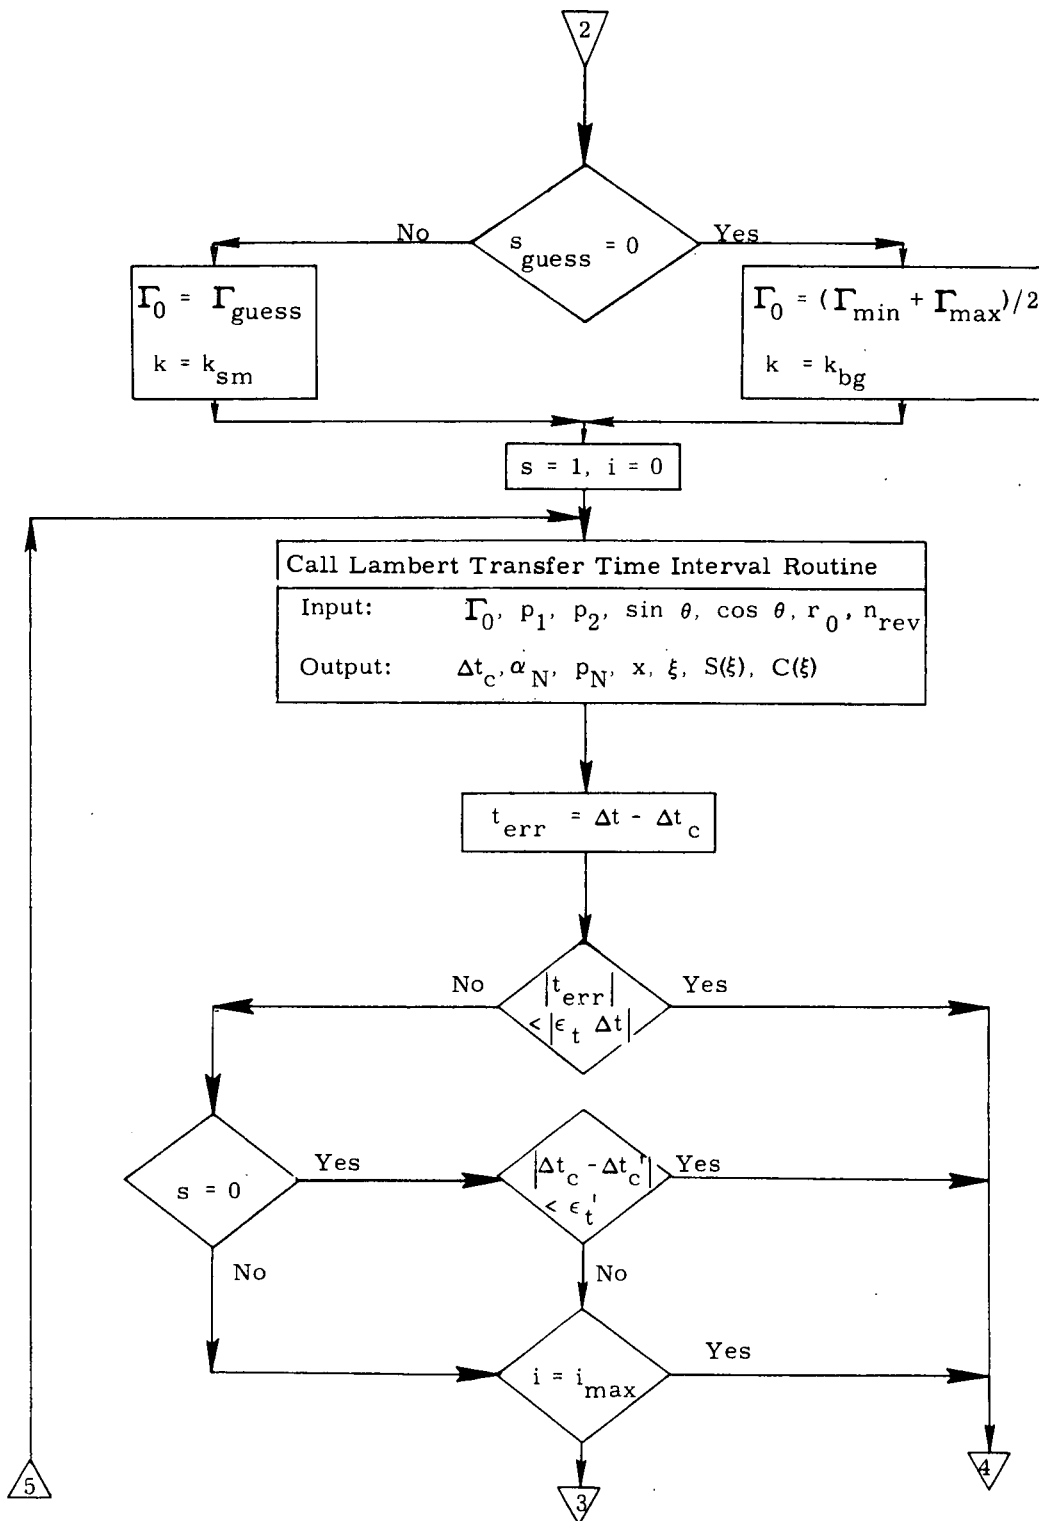 2
s_guess = 0
No
Yes
Γ_0 = Γ_guess
k = k_sm
Γ_0 = (Γ_min + Γ_max)/2
k = k_bg
s = 1, i = 0
Call Lambert Transfer Time Interval Routine
Input: Γ_0, p_1, p_2, sin θ, cos θ, r_0, n_rev
Output: Δt_c, α_N, p_N, x, ξ, S(ξ), C(ξ)
t_err = Δt - Δt_c
No
|t_err|
< |ε_t Δt|
Yes
s = 0
Yes
|Δt_c - Δt_c'|
< ε_t'
Yes
No
No
i = i_max
Yes
5
3
4